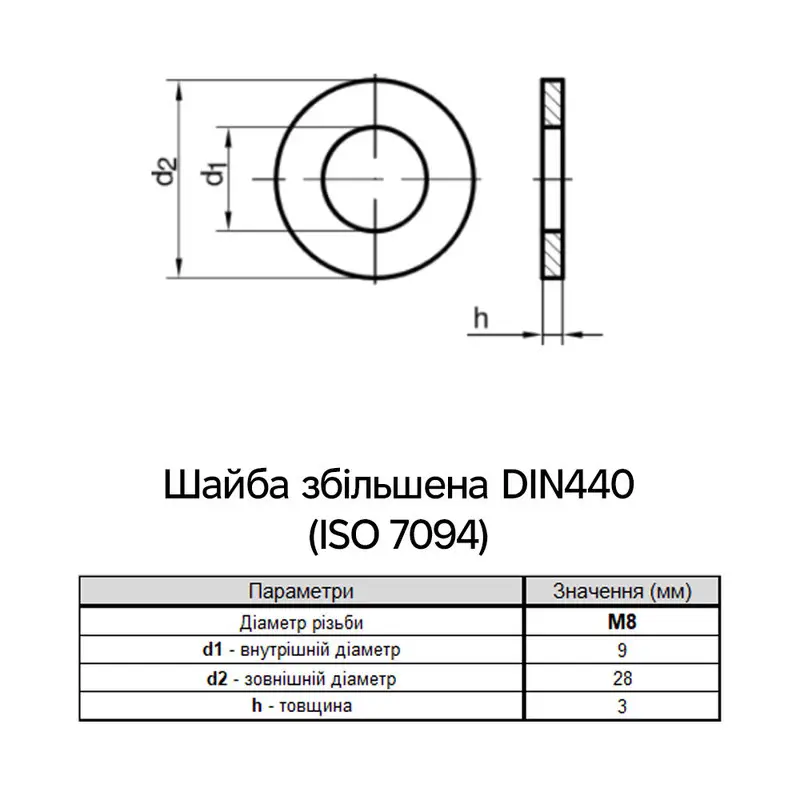 d2
d1
h
Шайба збільшена DIN440
(ISO 7094)
Параметри Значення (мм)
Діаметр різьби M8
d1 - внутрішній діаметр 9
d2 - зовнішній діаметр 28
h - товщина 3